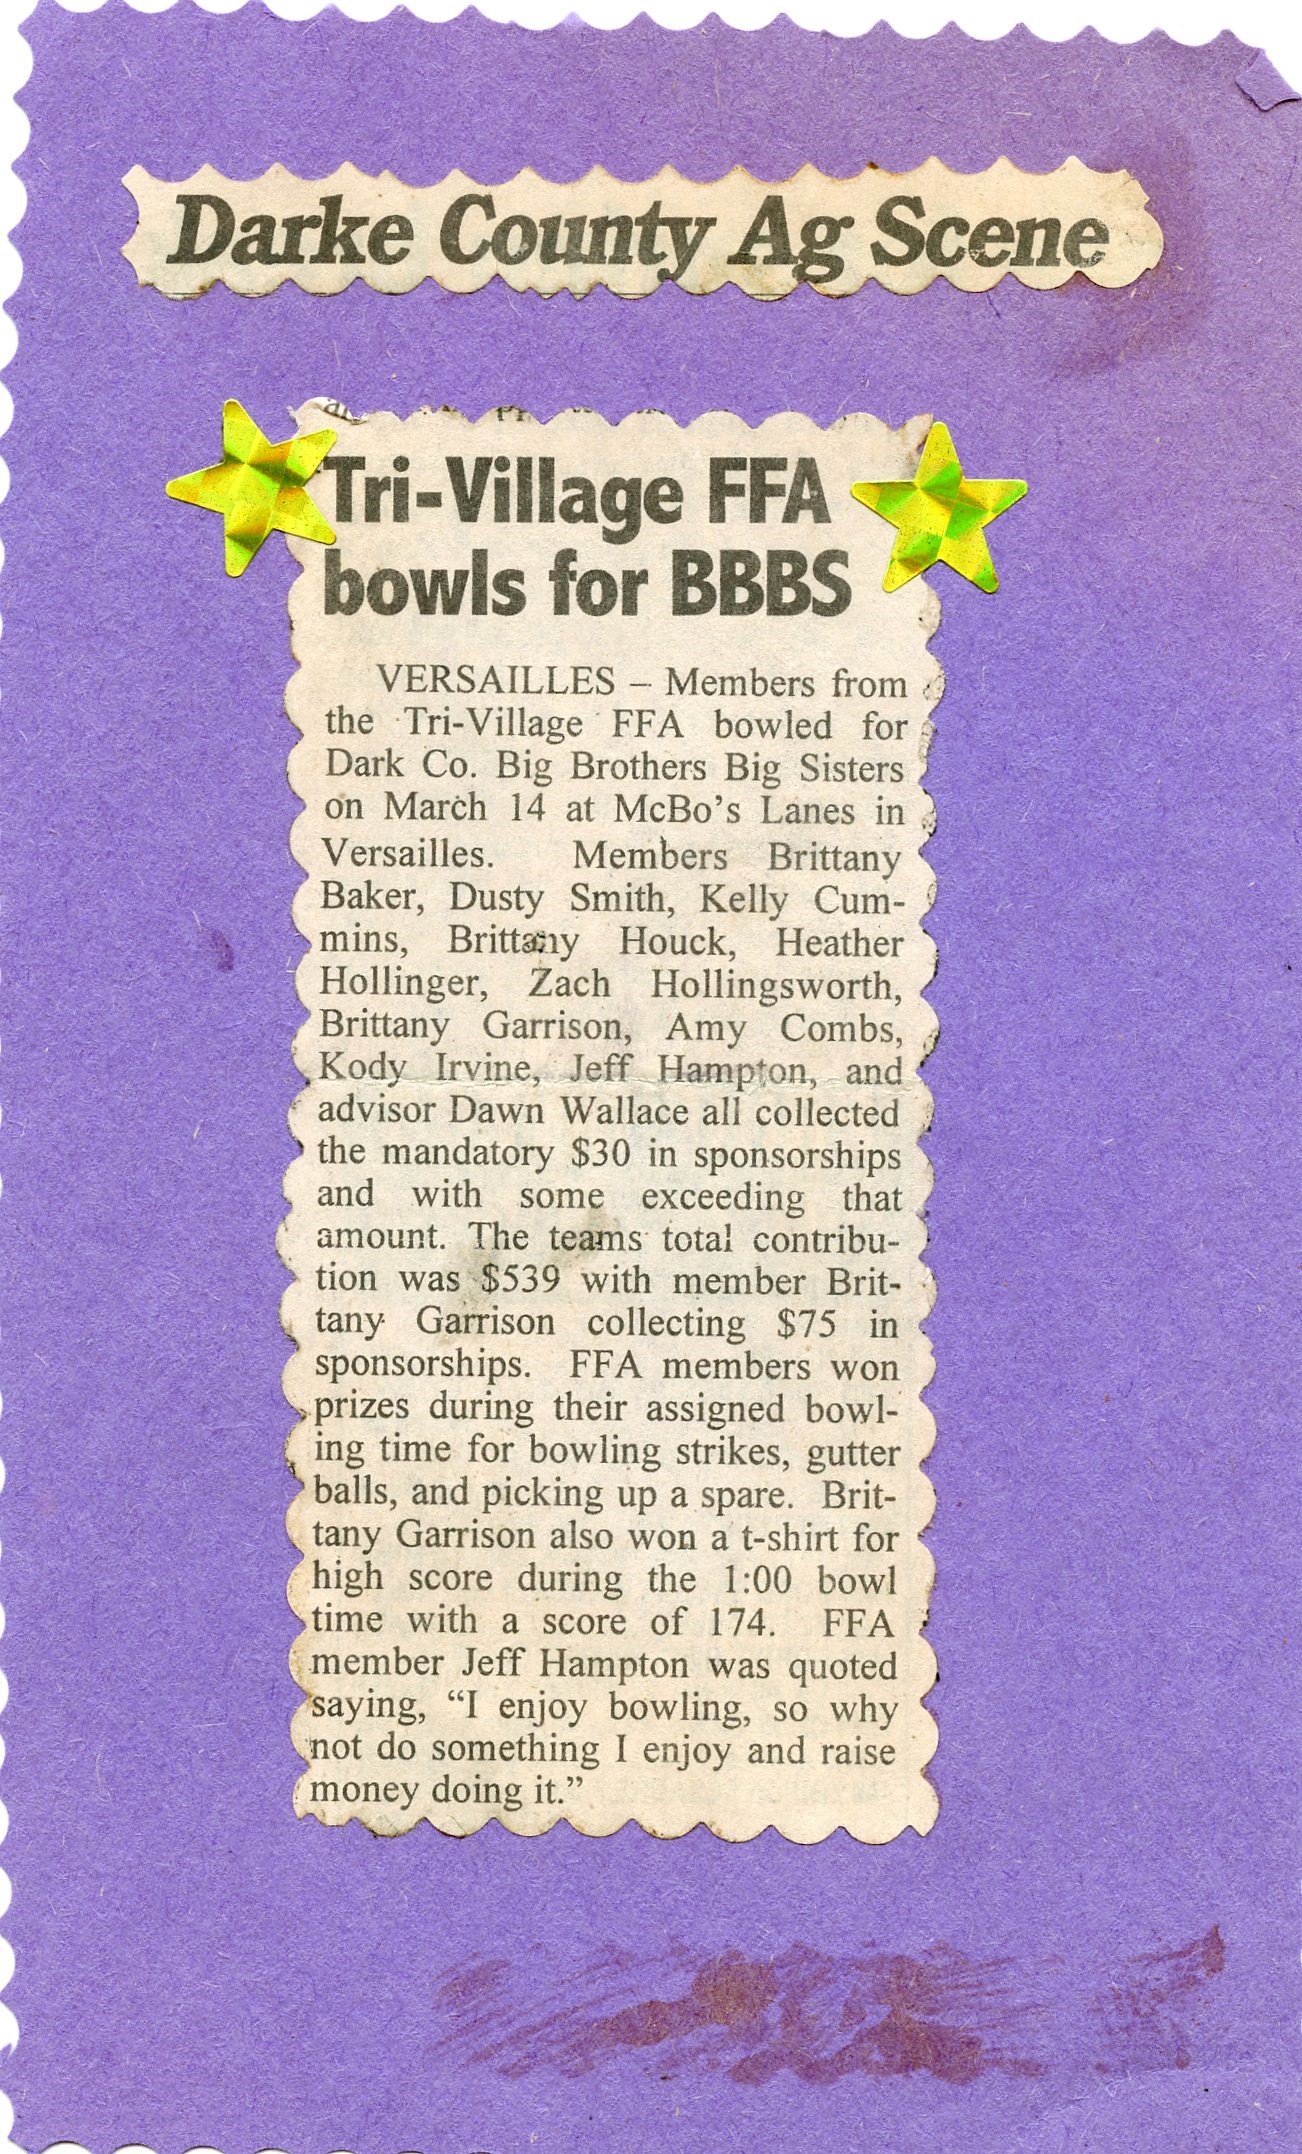 Darke County Ag Scene
Tri-Village FFA
bowls for BBBS
VERSAILLES – Members from
the Tri-Village FFA bowled for
Dark Co. Big Brothers Big Sisters
on March 14 at McBo's Lanes in
Versailles. Members Brittany
Baker, Dusty Smith, Kelly Cum-
mins, Brittany Houck, Heather
Hollinger, Zach Hollingsworth,
Brittany Garrison, Amy Combs,
Kody Irvine, Jeff Hampton, and
advisor Dawn Wallace all collected
the mandatory $30 in sponsorships
and with some exceeding that
amount. The teams total contribu-
tion was $539 with member Brit-
tany Garrison collecting $75 in
sponsorships. FFA members won
prizes during their assigned bowl-
ing time for bowling strikes, gutter
balls, and picking up a spare. Brit-
tany Garrison also won a t-shirt for
high score during the 1:00 bowl
time with a score of 174. FFA
member Jeff Hampton was quoted
saying, “I enjoy bowling, so why
not do something I enjoy and raise
money doing it.”